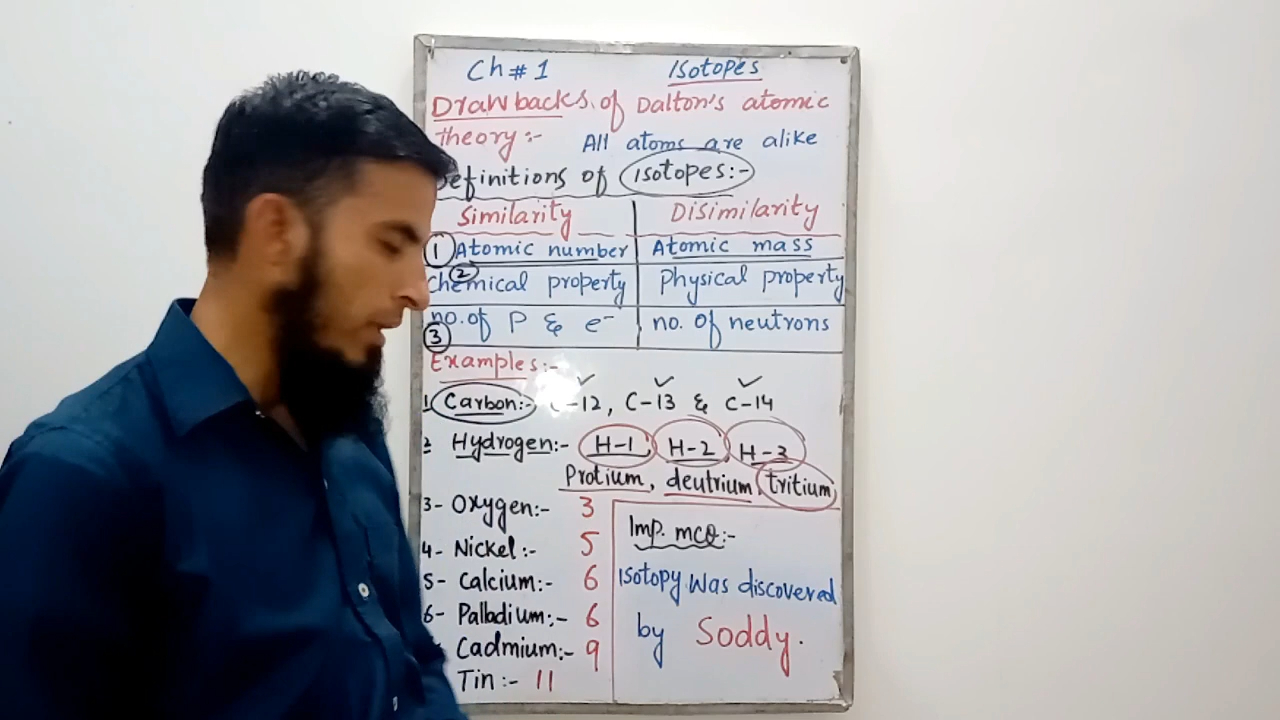 Ch # 1 Isotopes
Drawbacks of Dalton's atomic
theory:- All atoms are alike
Definitions of isotopes:-
Similarity Disimilarity
1 Atomic number Atomic mass
2 Chemical property Physical property
3 no. of P & e⁻ no. of neutrons
Examples:-
1 Carbon:- C-12, C-13 & C-14
2 Hydrogen:- H-1 H-2 H-3
Protium, deutrium, tritium
3- Oxygen:- 3
4- Nickel:- 5
5- Calcium:- 6
6- Palladium:- 6
Cadmium:- 9
Tin:- 11
Imp. mcq:-
Isotopy was discovered
by Soddy.